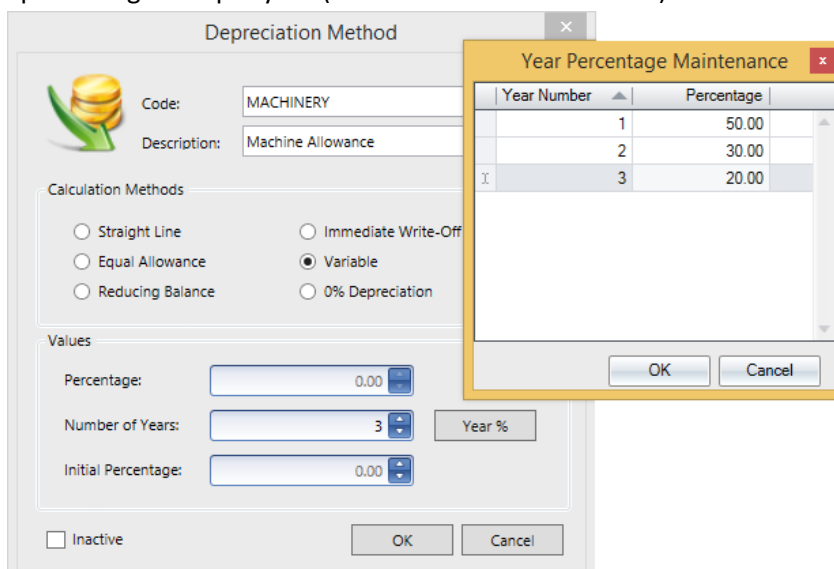 Depreciation Method
Code: MACHINERY
Description: Machine Allowance
Calculation Methods
Straight Line Immediate Write-Off
Equal Allowance Variable
Reducing Balance 0% Depreciation
Values
Percentage: 0.00
Number of Years: 3 Year %
Initial Percentage: 0.00
Inactive OK Cancel
Year Percentage Maintenance x
Year Number Percentage
1 50.00
2 30.00
3 20.00
OK Cancel